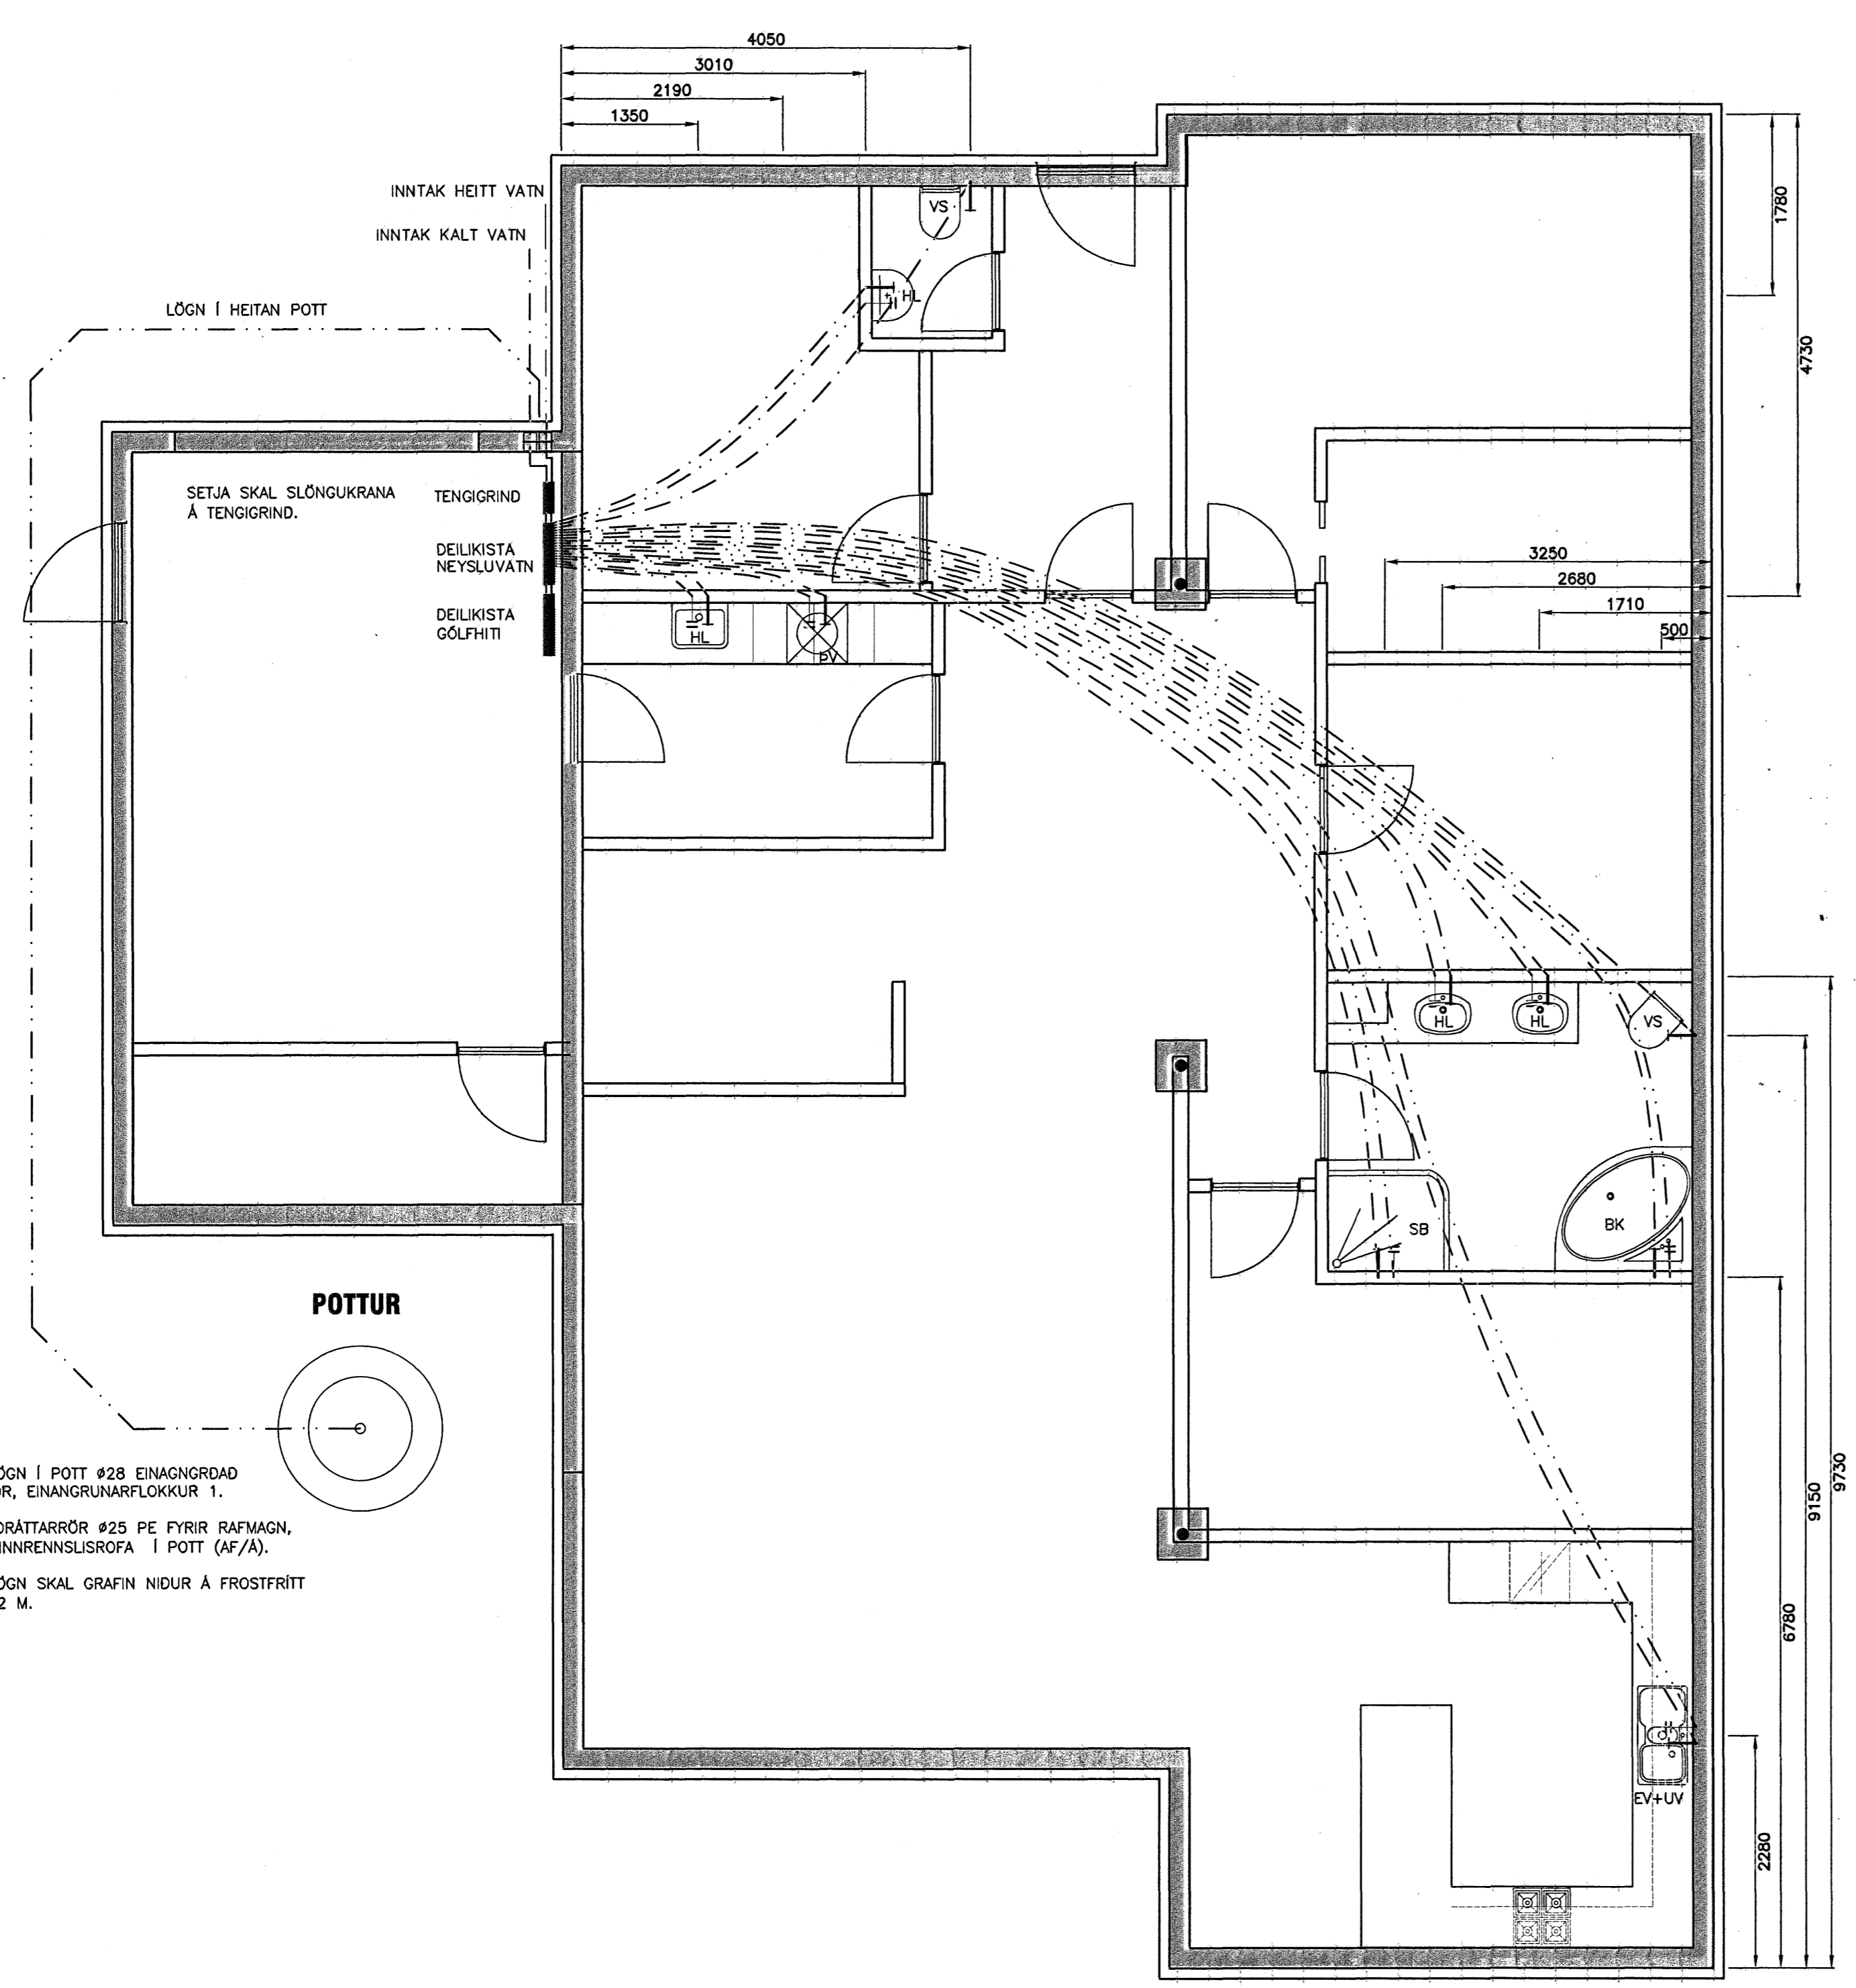 4050
3010
2190
1350
INNTAK HEITT VATN
INNTAK KALT VATN
LÖGN Í HEITAN POTT
VS
HL
1780
4730
SETJA SKAL SLÖNGUKRANA
Á TENGIGRIND.
TENGIGRIND
DEILIKISTA
NEYSLUVATN
DEILIKISTA
GÓLFHITI
HL
PV
3250
2680
1710
500
HL
HL
VS
SB
BK
POTTUR
ÖGN Í POTT ø28 EINAGNGRÐAÐ
ÖR, EINANGRUNARFLOKKUR 1.
DRÁTTARRÖR ø25 PE FYRIR RAFMAGN,
INNRENNSLISROFA Í POTT (AF/Á).
ÖGN SKAL GRAFIN NIÐUR Á FROSTFRÍTT
2 M.
9730
9150
6780
2280
EV+UV